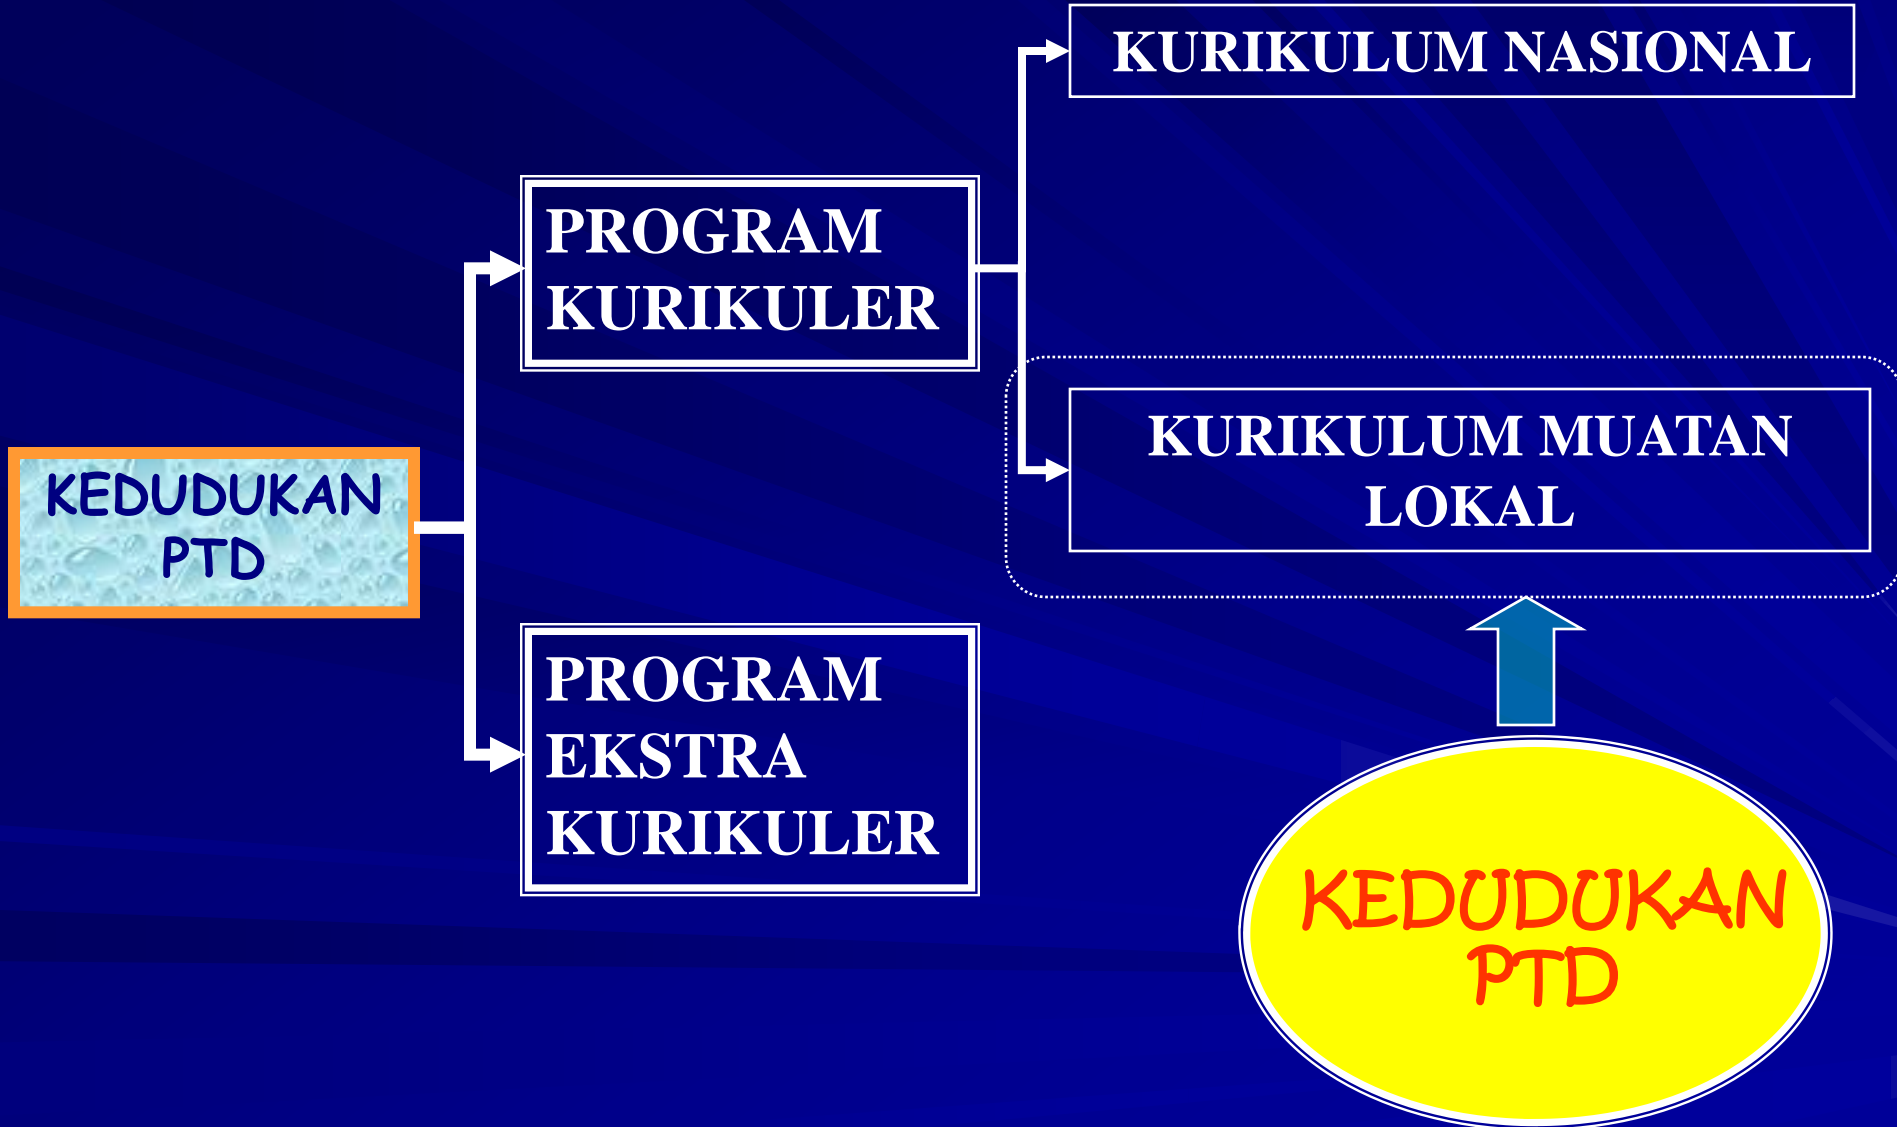 KURIKULUM NASIONAL
PROGRAM
KURIKULER
KURIKULUM MUATAN
LOKAL
KEDUDUKAN
PTD
PROGRAM
EKSTRA
KURIKULER
KEDUDUKAN
PTD